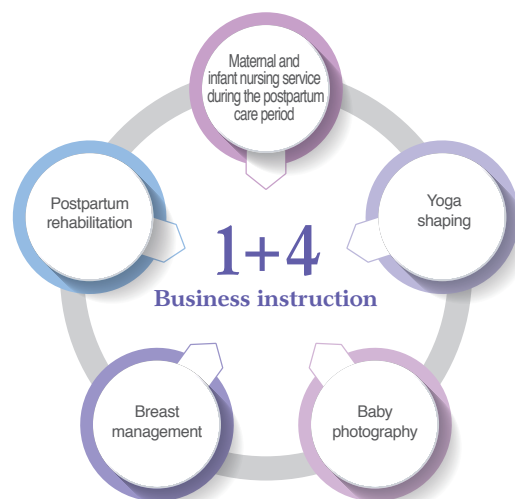 Maternal and
infant nursing service
during the postpartum
care period
Postpartum
rehabilitation
Yoga
shaping
1+4
Business instruction
Breast
management
Baby
photography